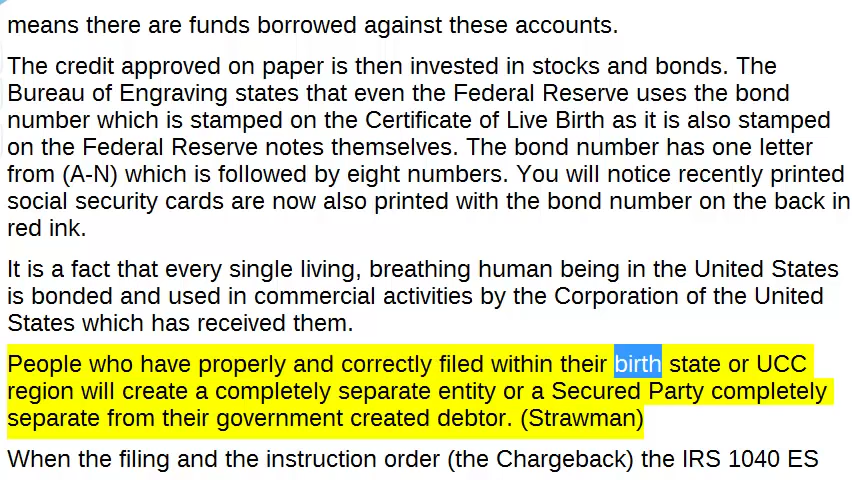 means there are funds borrowed against these accounts.
The credit approved on paper is then invested in stocks and bonds. The
Bureau of Engraving states that even the Federal Reserve uses the bond
number which is stamped on the Certificate of Live Birth as it is also stamped
on the Federal Reserve notes themselves. The bond number has one letter
from (A-N) which is followed by eight numbers. You will notice recently printed
social security cards are now also printed with the bond number on the back in
red ink.
It is a fact that every single living, breathing human being in the United States
is bonded and used in commercial activities by the Corporation of the United
States which has received them.
People who have properly and correctly filed within their birth state or UCC
region will create a completely separate entity or a Secured Party completely
separate from their government created debtor. (Strawman)
When the filing and the instruction order (the Chargeback) the IRS 1040 ES